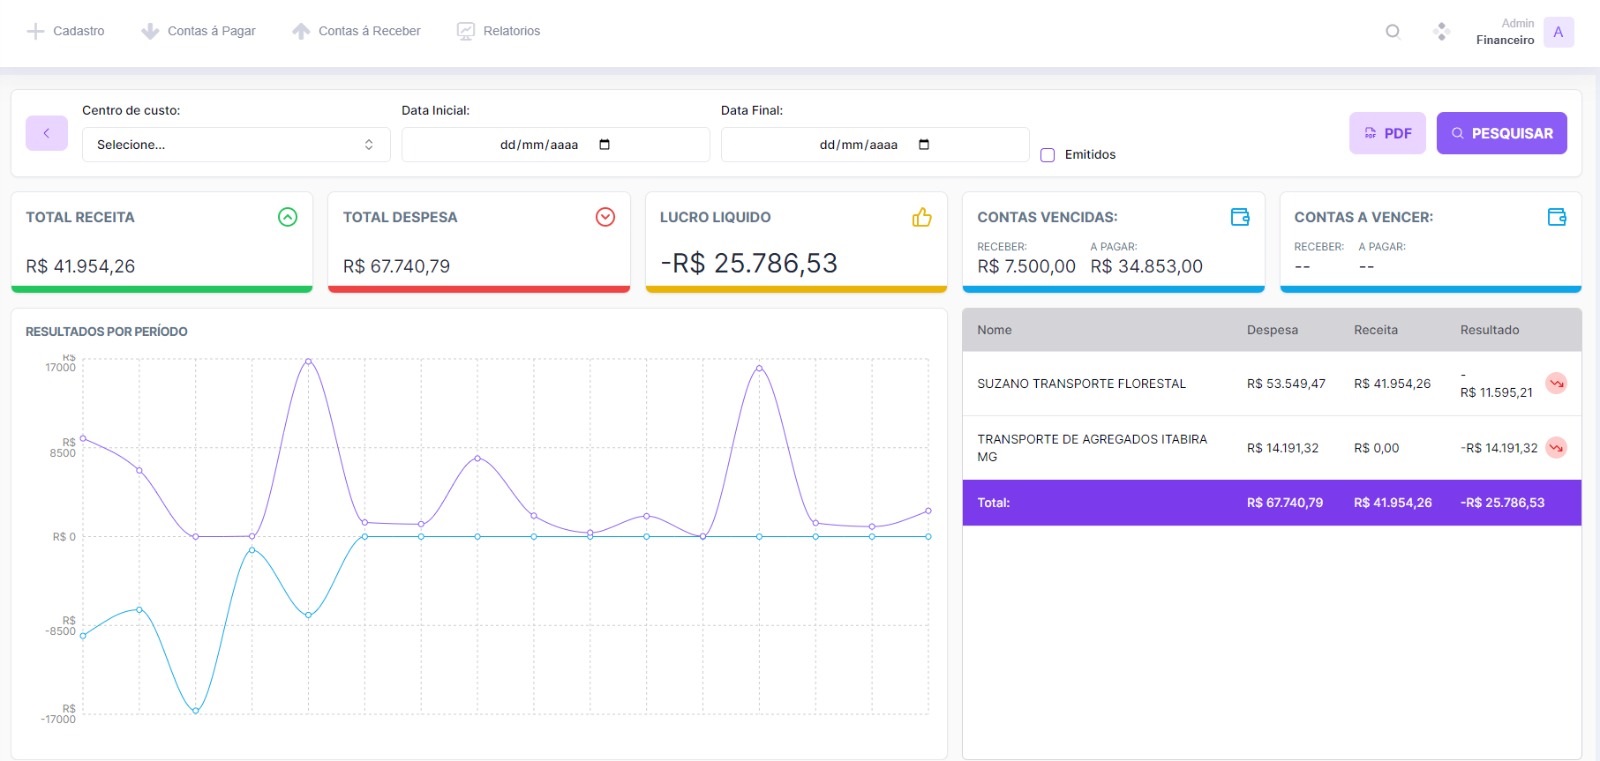 Cadastro
Contas á Pagar
Contas á Receber
Relatorios
Admin
Financeiro
A
Centro de custo:
Selecione...
Data Inicial:
dd/mm/aaaa
Data Final:
dd/mm/aaaa
Emitidos
PDF PDF
PESQUISAR
TOTAL RECEITA
R$ 41.954,26
TOTAL DESPESA
R$ 67.740,79
LUCRO LIQUIDO
-R$ 25.786,53
CONTAS VENCIDAS:
RECEBER: A PAGAR:
R$ 7.500,00 R$ 34.853,00
CONTAS A VENCER:
RECEBER: A PAGAR:
-- --
RESULTADOS POR PERÍODO
R$
17000
R$
8500
R$ 0
R$
-8500
R$
-17000
Nome Despesa Receita Resultado
SUZANO TRANSPORTE FLORESTAL R$ 53.549,47 R$ 41.954,26 -
R$ 11.595,21
TRANSPORTE DE AGREGADOS ITABIRA
MG R$ 14.191,32 R$ 0,00 -R$ 14.191,32
Total: R$ 67.740,79 R$ 41.954,26 -R$ 25.786,53